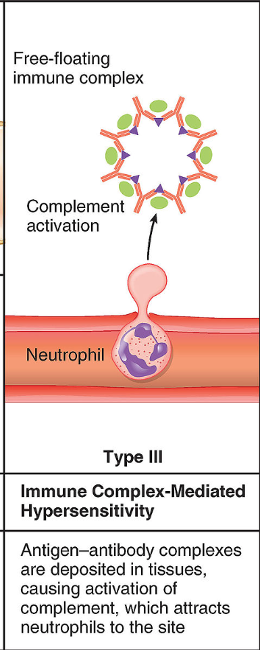 Free-floating
immune complex
Complement
activation
Neutrophil
Type III
Immune Complex-Mediated
Hypersensitivity
Antigen–antibody complexes
are deposited in tissues,
causing activation of
complement, which attracts
neutrophils to the site